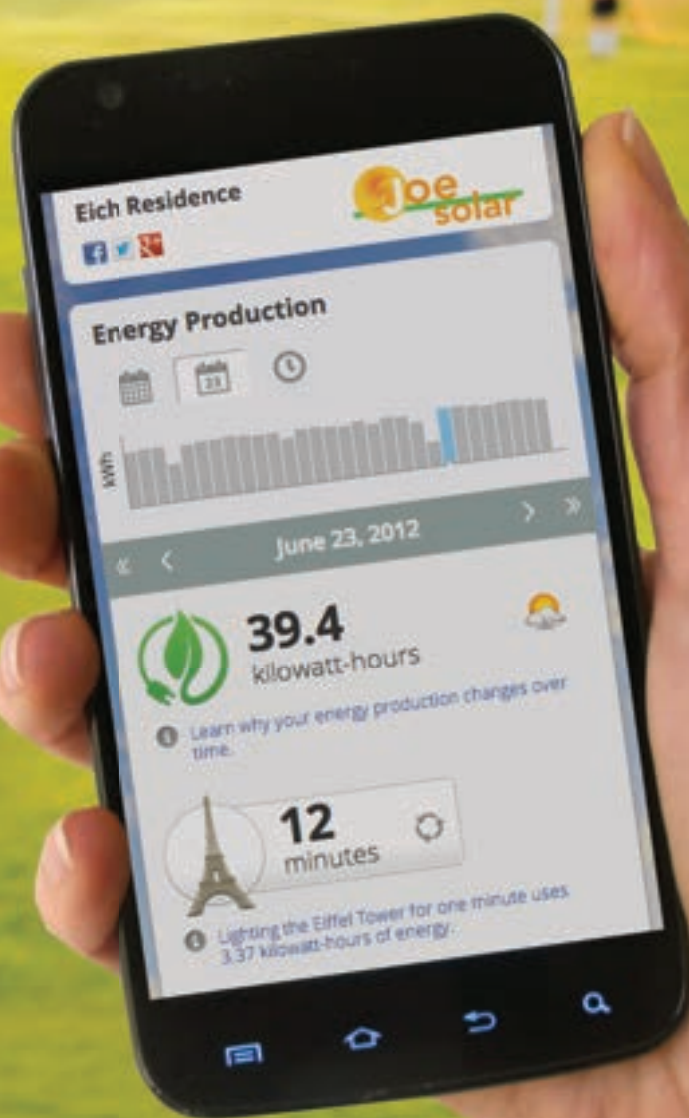 Eich Residence
Joe
solar
Energy Production
23
kWh
June 23, 2012
39.4
kilowatt-hours
Learn why your energy production changes over
time.
12
minutes
Lighting the Eiffel Tower for one minute uses
3.37 kilowatt-hours of energy.